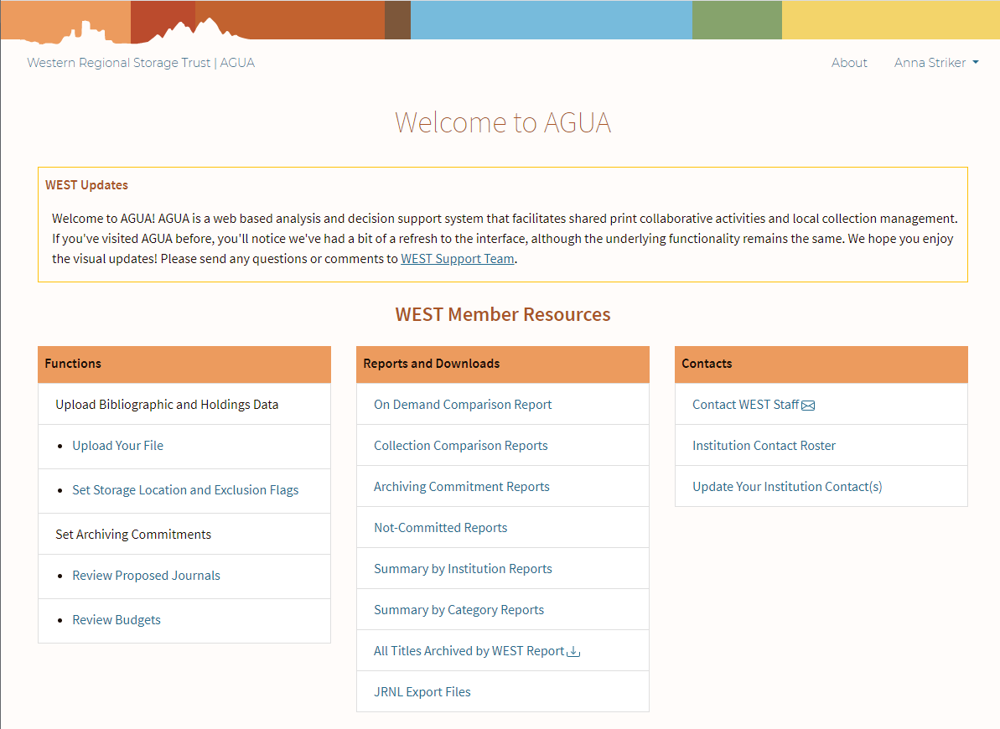 Western Regional Storage Trust | AGUA
About
Anna Striker
Welcome to AGUA
WEST Updates
Welcome to AGUA! AGUA is a web based analysis and decision support system that facilitates shared print collaborative activities and local collection management.
If you've visited AGUA before, you'll notice we've had a bit of a refresh to the interface, although the underlying functionality remains the same. We hope you enjoy
the visual updates! Please send any questions or comments to WEST Support Team.
WEST Member Resources
Functions
Upload Bibliographic and Holdings Data
• Upload Your File
• Set Storage Location and Exclusion Flags
Set Archiving Commitments
• Review Proposed Journals
• Review Budgets
Reports and Downloads
On Demand Comparison Report
Collection Comparison Reports
Archiving Commitment Reports
Not-Committed Reports
Summary by Institution Reports
Summary by Category Reports
All Titles Archived by WEST Report
JRNL Export Files
Contacts
Contact WEST Staff
Institution Contact Roster
Update Your Institution Contact(s)